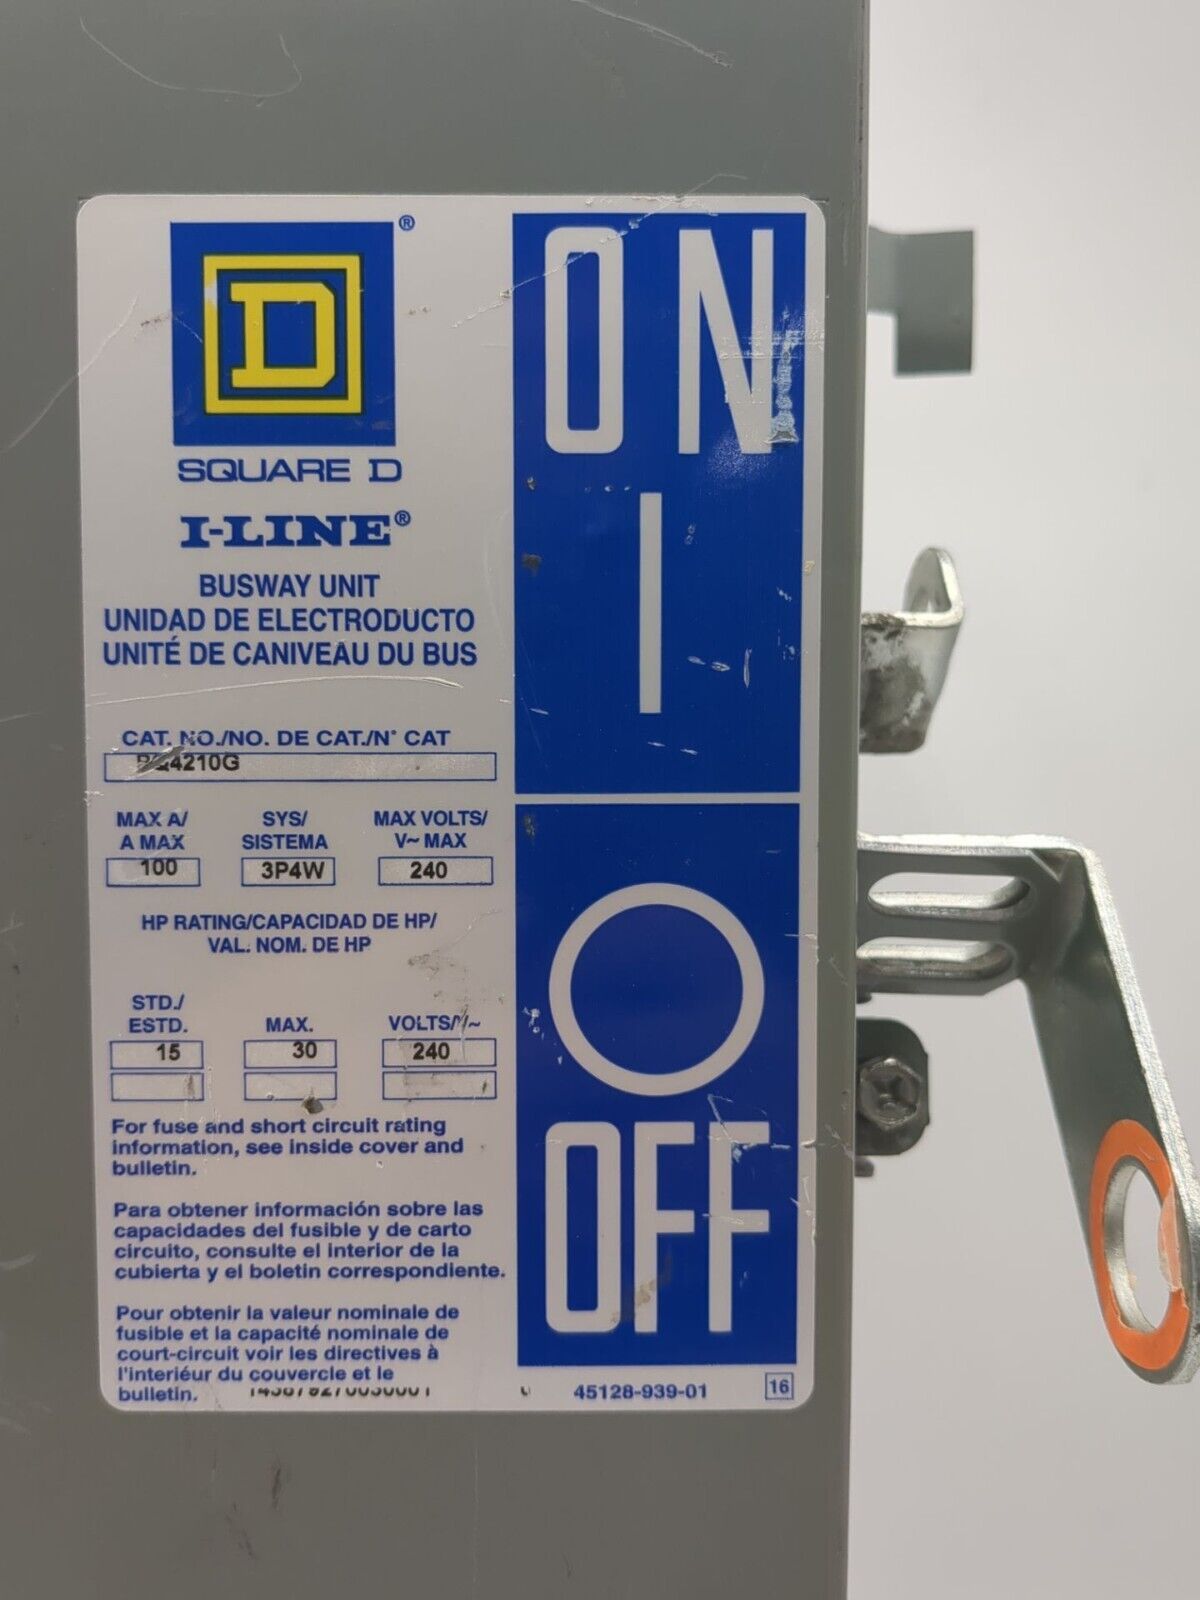 D®
SQUARE D
I-LINE®
BUSWAY UNIT
UNIDAD DE ELECTRODUCTO
UNITÉ DE CANIVEAU DU BUS
CAT. NO./NO. DE CAT./N° CAT
PQ4210G
MAX A/
A MAX
100
SYS/
SISTEMA
3P4W
MAX VOLTS/
V~ MAX
240
HP RATING/CAPACIDAD DE HP/
VAL. NOM. DE HP
STD./
ESTD.
15
MAX.
30
VOLTS/V~
240
For fuse and short circuit rating
information, see inside cover and
bulletin.
Para obtener información sobre las
capacidades del fusible y de carto
circuito, consulte el interior de la
cubierta y el boletin correspondiente.
Pour obtenir la valeur nominale de
fusible et la capacité nominale de
court-circuit voir les directives à
l'interiéur du couvercle et le
bulletin.
45128-939-01
16
ON
I
O
OFF